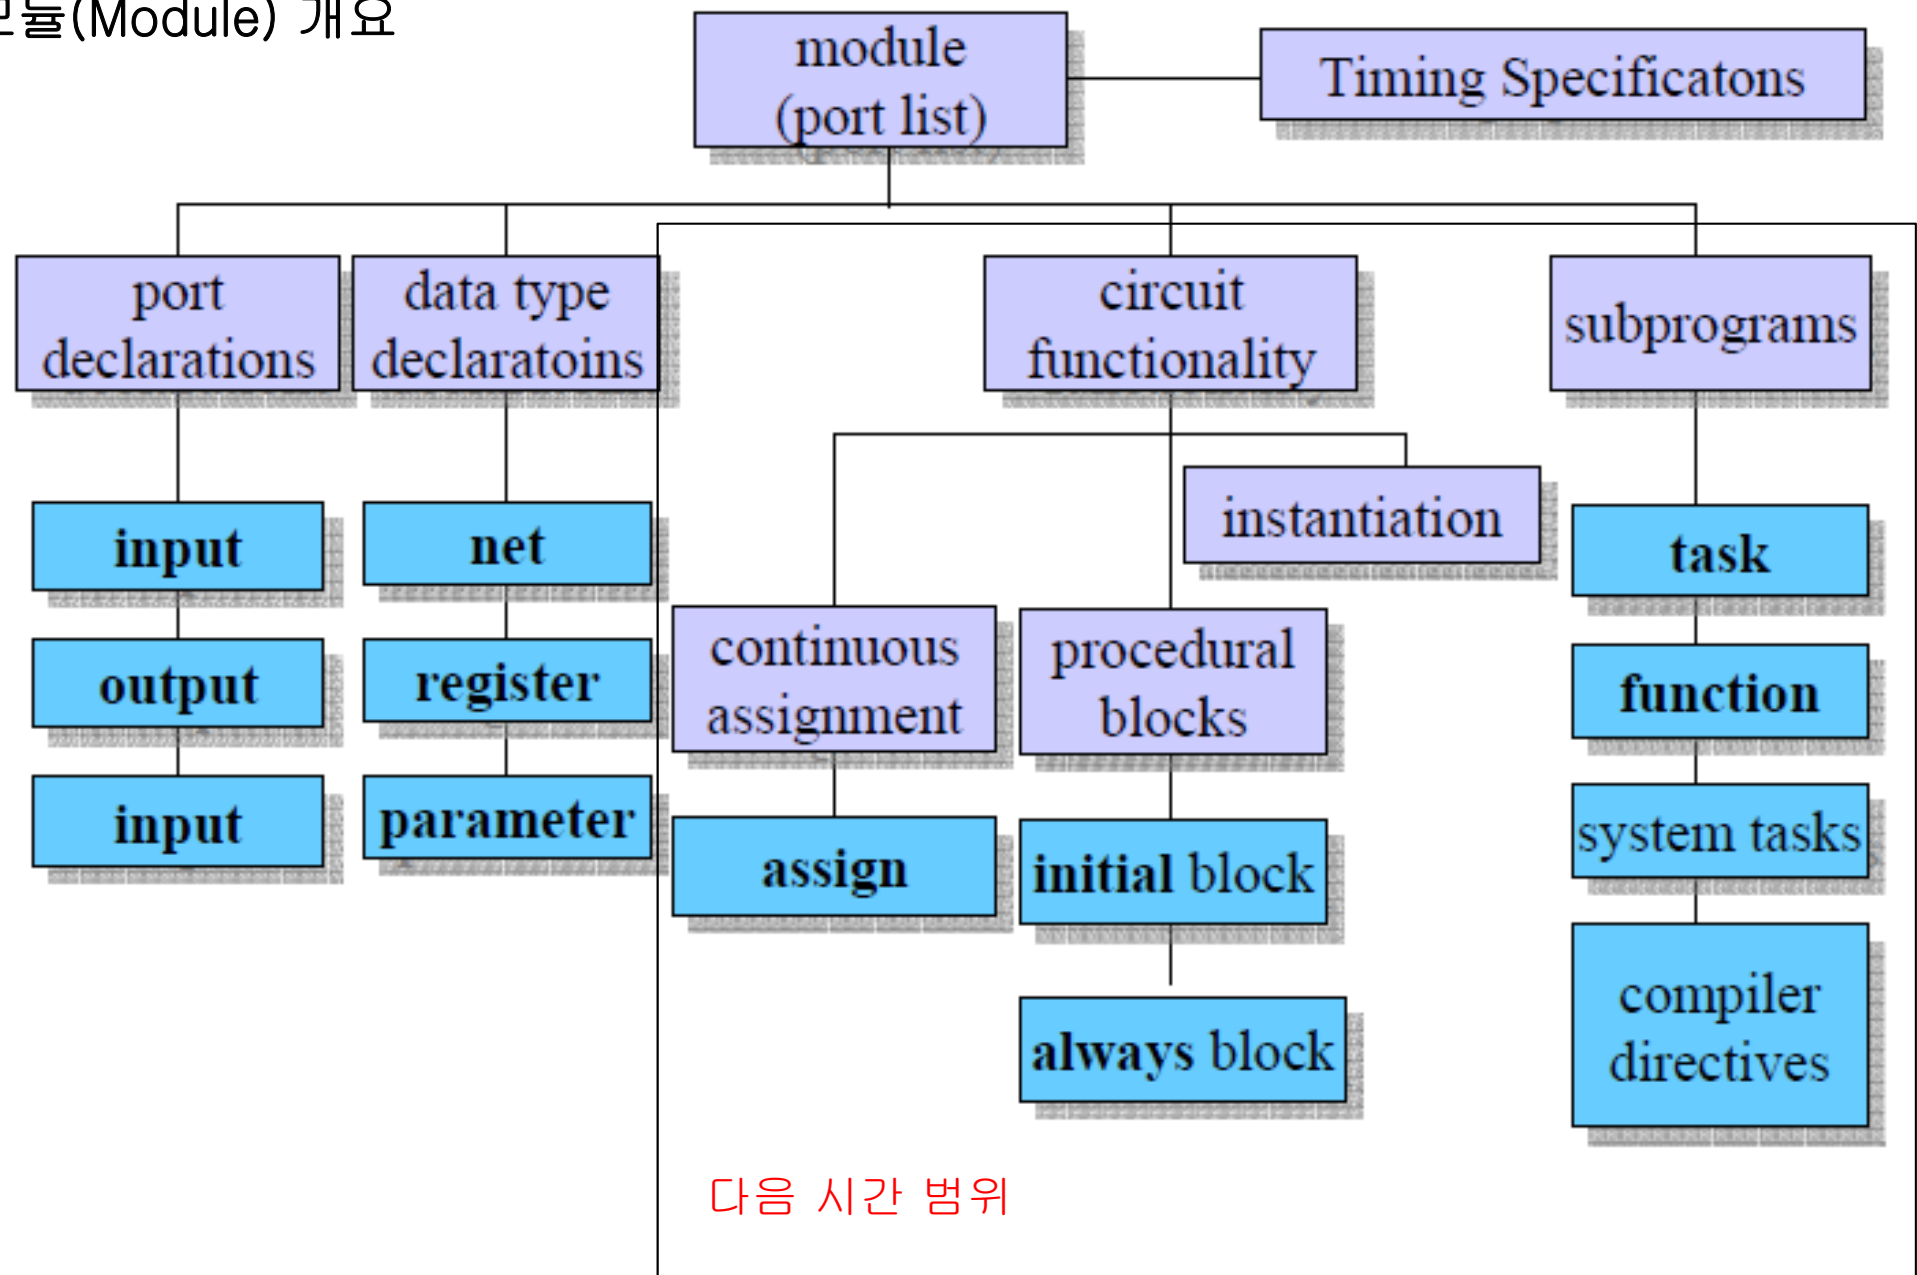 모듈(Module) 개요
module
(port list)
Timing Specificatons
port
declarations
data type
declaratoins
circuit
functionality
subprograms
input
output
input
net
register
parameter
continuous
assignment
assign
procedural
blocks
initial block
always block
instantiation
task
function
system tasks
compiler
directives
다음 시간 범위